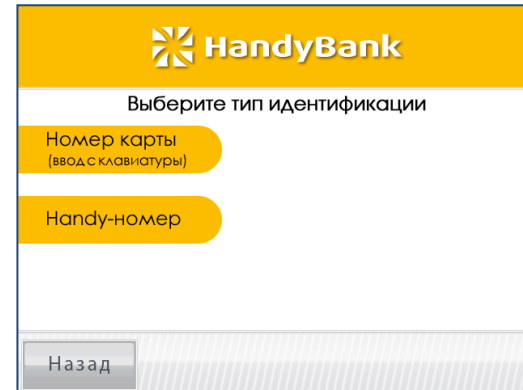 HandyBank
Выберите тип идентификации
Номер карты
(ввод с клавиатуры)
Handy-номер
Назад